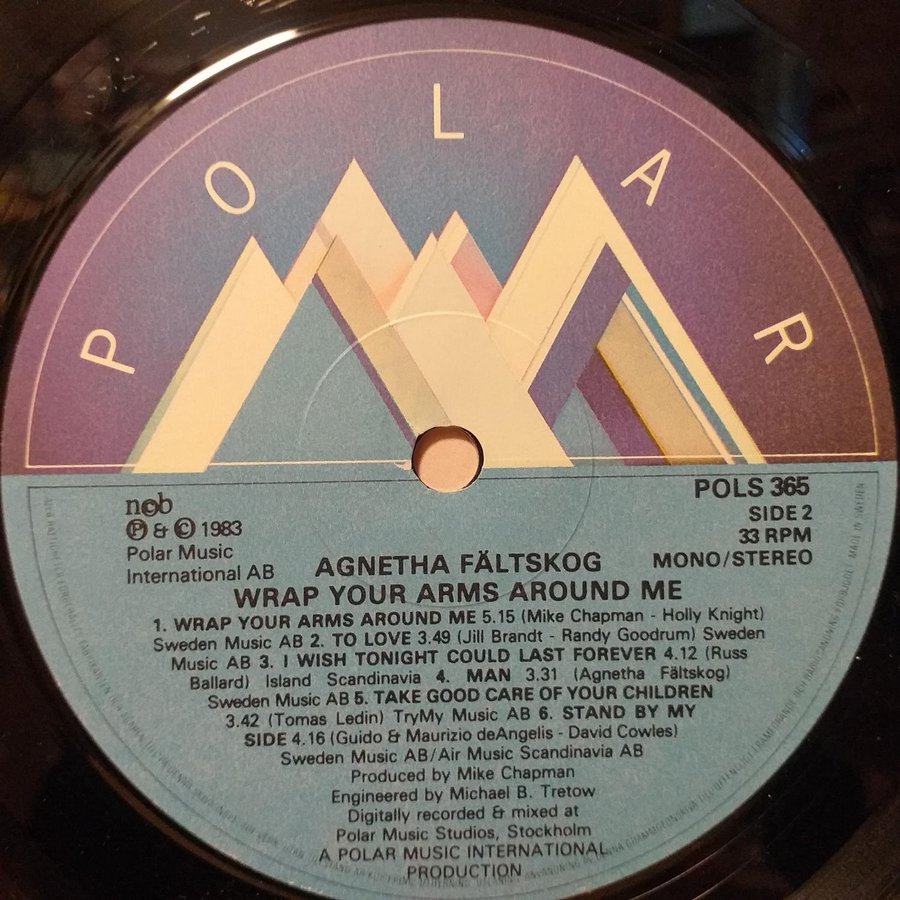 POLAR
POLS 365
SIDE 2
33 RPM
MONO/STEREO
ncb
Ⓟ & © 1983
Polar Music
International AB
AGNETHA FÄLTSKOG
WRAP YOUR ARMS AROUND ME
1. WRAP YOUR ARMS AROUND ME 5.15 (Mike Chapman - Holly Knight)
Sweden Music AB 2. TO LOVE 3.49 (Jill Brandt - Randy Goodrum) Sweden
Music AB 3. I WISH TONIGHT COULD LAST FOREVER 4.12 (Russ
Ballard) Island Scandinavia 4. MAN 3.31 (Agnetha Fältskog)
Sweden Music AB 5. TAKE GOOD CARE OF YOUR CHILDREN
3.42 (Tomas Ledin) TryMy Music AB 6. STAND BY MY
SIDE 4.16 (Guido & Maurizio deAngelis - David Cowles)
Sweden Music AB/Air Music Scandinavia AB
Produced by Mike Chapman
Engineered by Michael B. Tretow
Digitally recorded & mixed at
Polar Music Studios, Stockholm
A POLAR MUSIC INTERNATIONAL
PRODUCTION
MADE IN SWEDEN